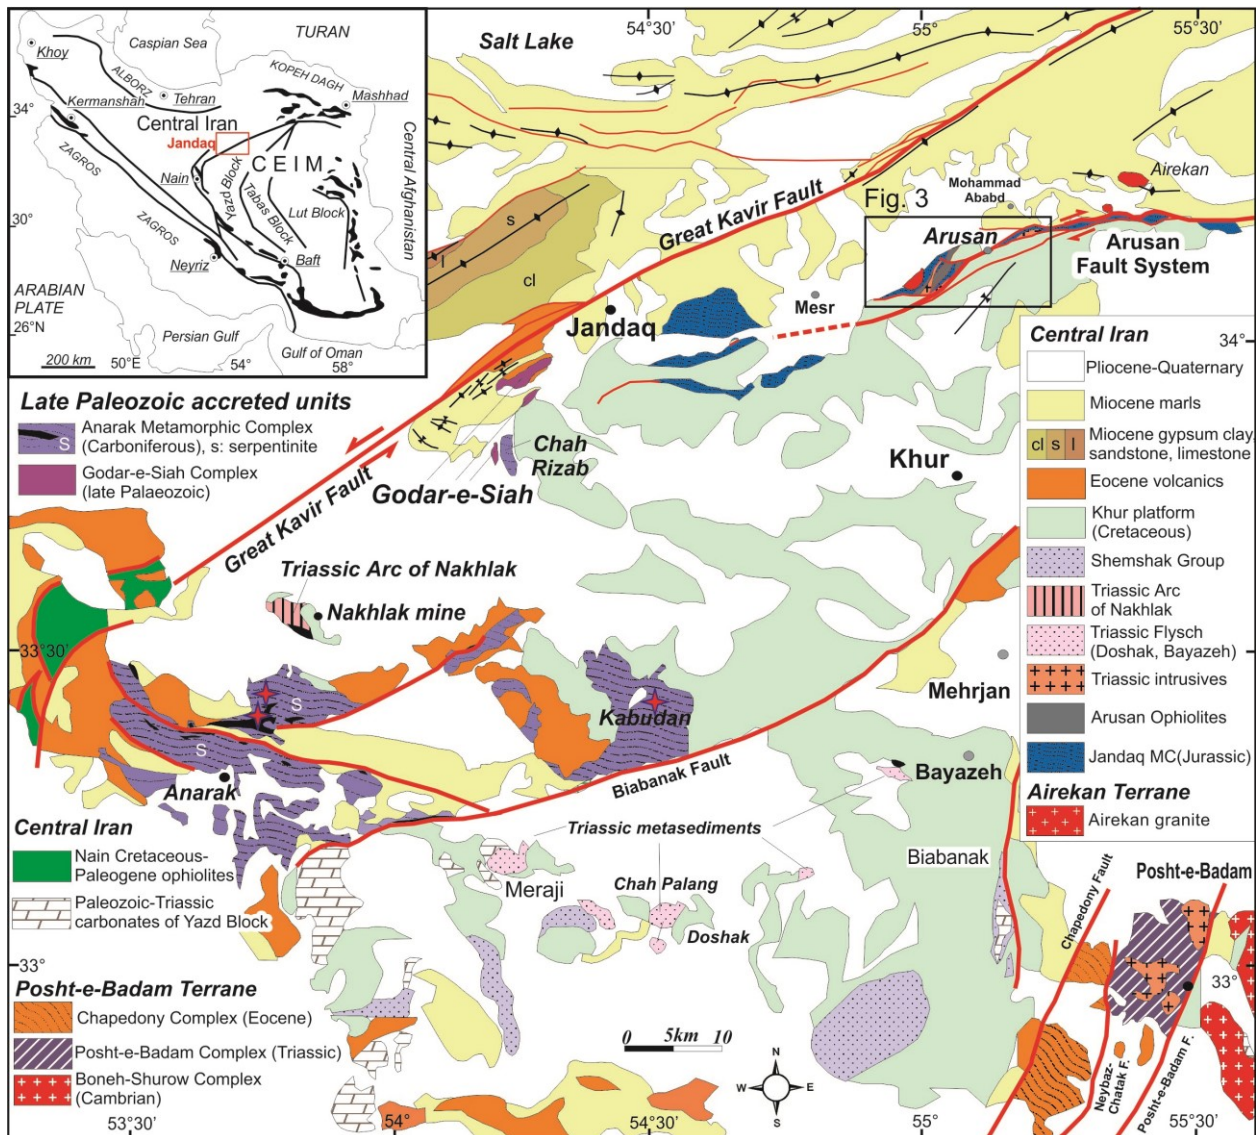 54°30'
55°
55°30'
Khoy
Caspian Sea
TURAN
ALBORZ
KOPEH DAGH
34°
Kermanshah
Tehran
Mashhad
Central Iran
Jandaq
CEIM
Central Afghanistan
ZAGROS
Nain
Yazd Block
Tabas Block
Lut Block
30°
ZAGROS
Neyriz
Baft
ARABIAN
PLATE
26°N
Persian Gulf
Gulf of Oman
200 km
50°E
54°
58°
Salt Lake
Airekan
Mohammad
Ababd
Fig. 3
Great Kavir Fault
s
l
cl
Arusan
Arusan
Fault System
Mesr
Jandaq
34°
Late Paleozoic accreted units
S
Anarak Metamorphic Complex
(Carboniferous), s: serpentinite
Godar-e-Siah Complex
(late Palaeozoic)
Chah
Rizab
Godar-e-Siah
Khur
Great Kavir Fault
Central Iran
Pliocene-Quaternary
Miocene marls
cl s l
Miocene gypsum clay,
sandstone, limestone
Eocene volcanics
Khur platform
(Cretaceous)
Shemshak Group
Triassic Arc
of Nakhlak
Triassic Flysch
(Doshak, Bayazeh)
Triassic intrusives
Arusan Ophiolites
Jandaq MC(Jurassic)
Airekan Terrane
Airekan granite
Triassic Arc of Nakhlak
Nakhlak mine
33°30'
S
S
Kabudan
Mehrjan
Anarak
Biabanak Fault
Bayazeh
Triassic metasediments
Biabanak
Meraji
Chah Palang
Doshak
Central Iran
Nain Cretaceous-
Paleogene ophiolites
Paleozoic-Triassic
carbonates of Yazd Block
33°
Posht-e-Badam Terrane
Chapedony Complex (Eocene)
Posht-e-Badam Complex (Triassic)
Boneh-Shurow Complex
(Cambrian)
Posht-e-Badam
Chapedony Fault
33°
Neybaz-
Chatak F.
Posht-e-Badam F.
0 5km 10
N
W E
S
53°30'
54°
54°30'
55°
55°30'